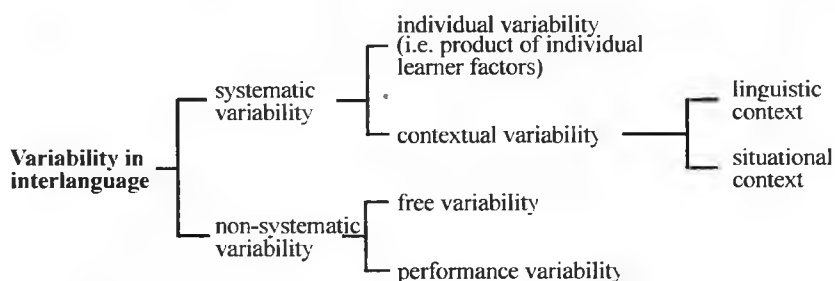 individual variability
(i.e. product of individual
learner factors)
systematic
variability
linguistic
context
contextual variability
Variability in
interlanguage
situational
context
free variability
non-systematic
variability
performance variability